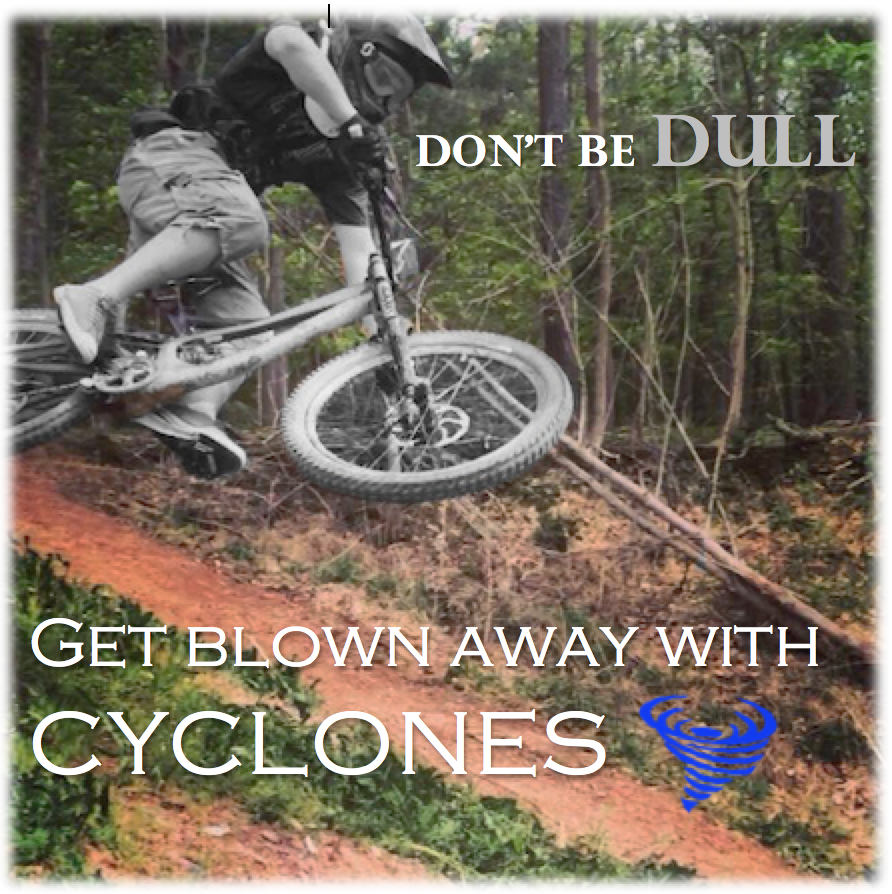 DON'T BE DULL
GET BLOWN AWAY WITH
CYCLONES